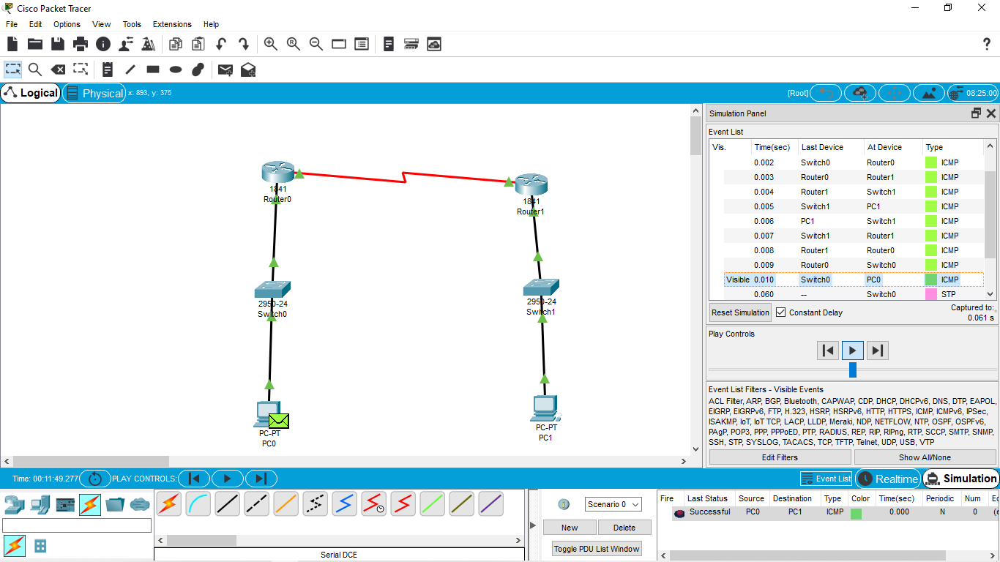 Cisco Packet Tracer
File Edit Options View Tools Extensions Help
?
Logical Physical x: 893, y: 375 [Root] 08:25:00
Simulation Panel
Event List
Vis. Time(sec) Last Device At Device Type
0.002 Switch0 Router0 ICMP
0.003 Router0 Router1 ICMP
0.004 Router1 Switch1 ICMP
0.005 Switch1 PC1 ICMP
0.006 PC1 Switch1 ICMP
0.007 Switch1 Router1 ICMP
0.008 Router1 Router0 ICMP
0.009 Router0 Switch0 ICMP
Visible 0.010 Switch0 PC0 ICMP
0.060 -- Switch0 STP
Reset Simulation Constant Delay
Captured to:
0.061 s
Play Controls
Event List Filters - Visible Events
ACL Filter, ARP, BGP, Bluetooth, CAPWAP, CDP, DHCP, DHCPv6, DNS, DTP, EAPOL,
EIGRP, EIGRPv6, FTP, H.323, HSRP, HSRPv6, HTTP, HTTPS, ICMP, ICMPv6, IPSec,
ISAKMP, IoT, IoT TCP, LACP, LLDP, Meraki, NDP, NETFLOW, NTP, OSPF, OSPFv6,
PAgP, POP3, PPP, PPPoED, PTP, RADIUS, REP, RIP, RIPng, RTP, SCCP, SMTP, SNMP,
SSH, STP, SYSLOG, TACACS, TCP, TFTP, Telnet, UDP, USB, VTP
Edit Filters Show All/None
1841
Router0
1841
Router1
2950-24
Switch0
2950-24
Switch1
PC-PT
PC0
PC-PT
PC1
Time: 00:11:49.277 PLAY CONTROLS: Event List Realtime Simulation
Serial DCE
Scenario 0
New Delete
Toggle PDU List Window
Fire Last Status Source Destination Type Color Time(sec) Periodic Num Ed
Successful PC0 PC1 ICMP 0.000 N 0 (e